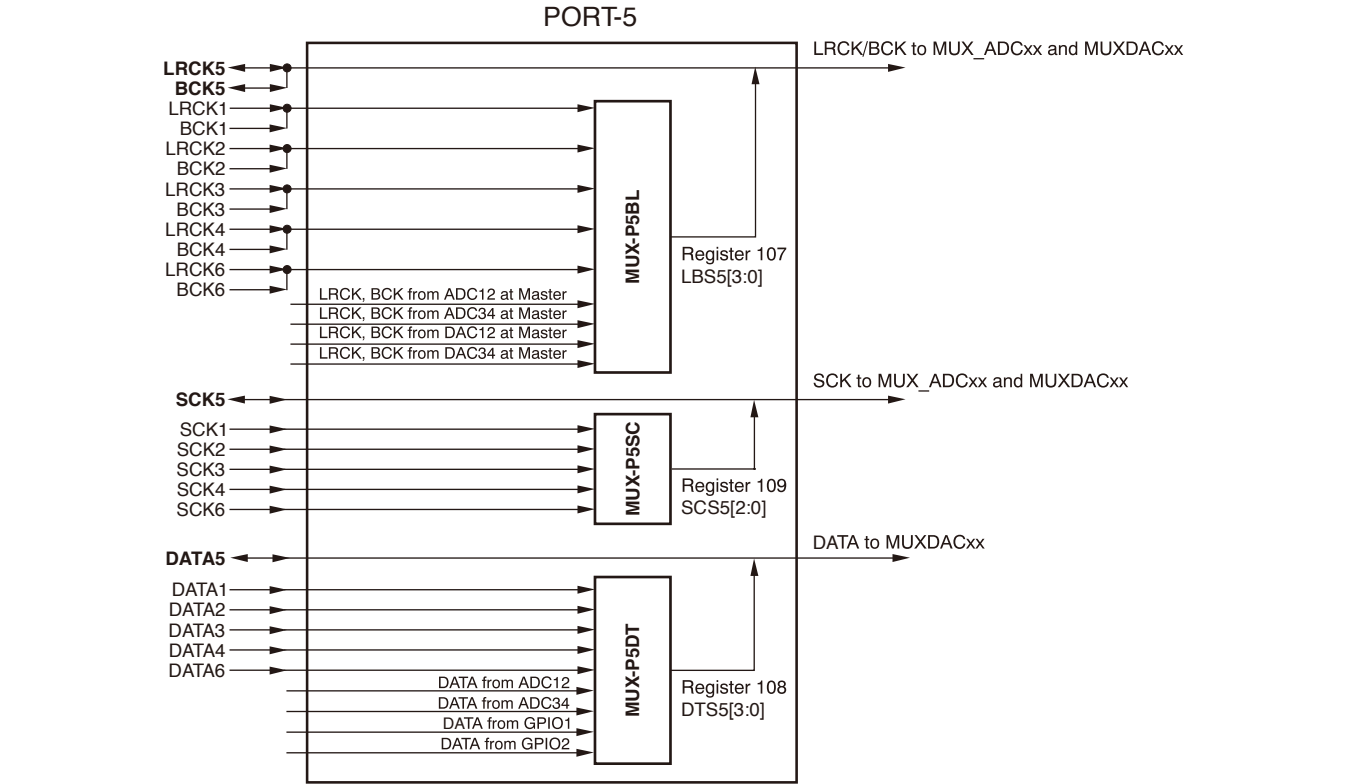 PORT-5
LRCK/BCK to MUX_ADCxx and MUXDACxx
LRCK5
BCK5
LRCK1
BCK1
LRCK2
BCK2
LRCK3
BCK3
LRCK4
BCK4
LRCK6
BCK6
LRCK, BCK from ADC12 at Master
LRCK, BCK from ADC34 at Master
LRCK, BCK from DAC12 at Master
LRCK, BCK from DAC34 at Master
MUX-P5BL
Register 107
LBS5[3:0]
SCK to MUX_ADCxx and MUXDACxx
SCK5
SCK1
SCK2
SCK3
SCK4
SCK6
MUX-P5SC
Register 109
SCS5[2:0]
DATA to MUXDACxx
DATA5
DATA1
DATA2
DATA3
DATA4
DATA6
DATA from ADC12
DATA from ADC34
DATA from GPIO1
DATA from GPIO2
MUX-P5DT
Register 108
DTS5[3:0]